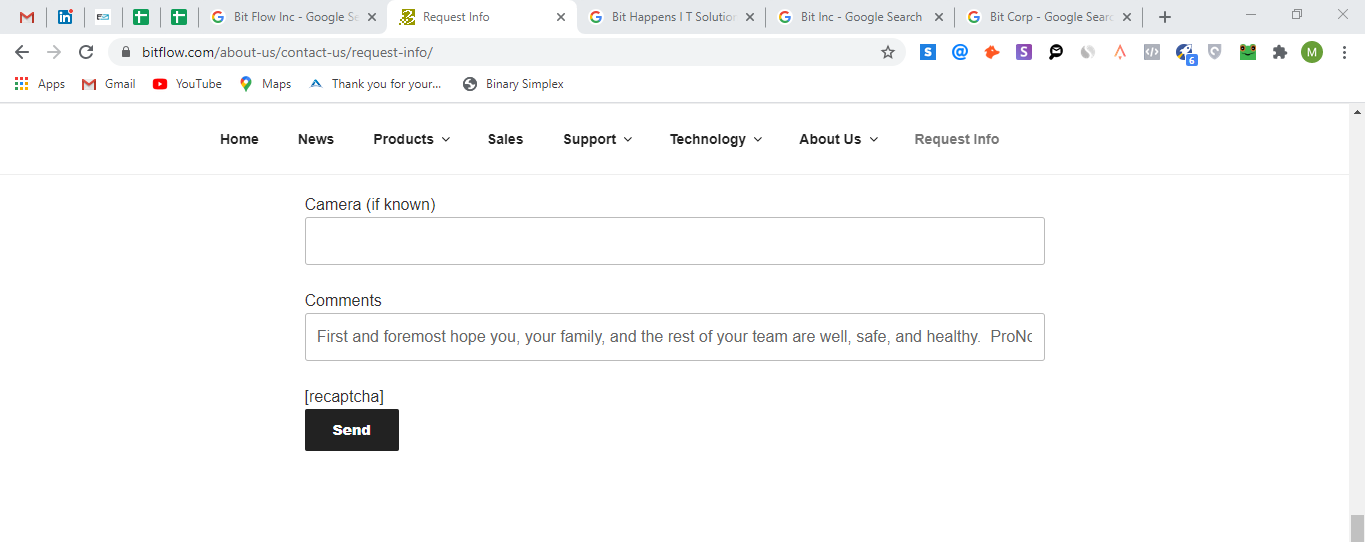 Bit Flow Inc - Google Se
Request Info
Bit Happens I T Solution
Bit Inc - Google Search
Bit Corp - Google Searc
bitflow.com/about-us/contact-us/request-info/
6
M
Apps
Gmail
YouTube
Maps
Thank you for your...
Binary Simplex
Home News Products Sales Support Technology About Us Request Info
Camera (if known)
Comments
First and foremost hope you, your family, and the rest of your team are well, safe, and healthy. ProNo
[recaptcha]
Send